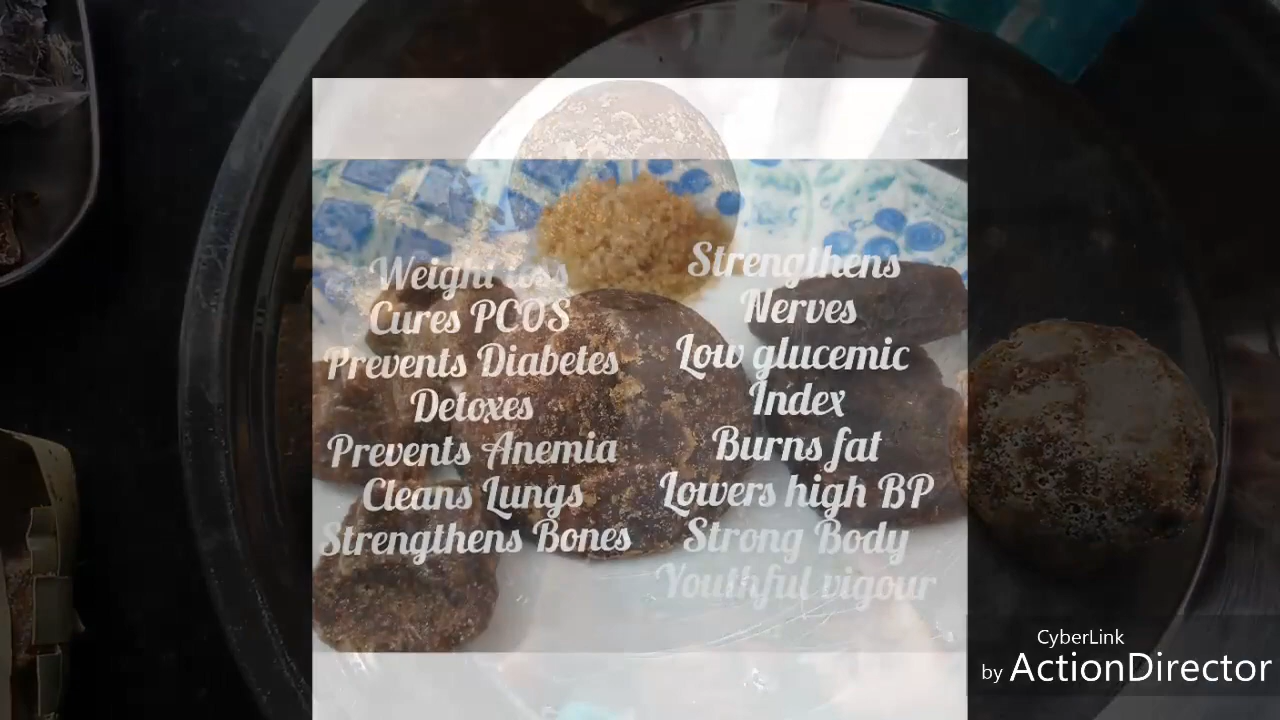 Weight loss
Cures PCOS
Prevents Diabetes
Detoxes
Prevents Anemia
Cleans Lungs
Strengthens Bones
Strengthens
Nerves
Low glucemic
Index
Burns fat
Lowers high BP
Strong Body
Youthful vigour
CyberLink
by ActionDirector